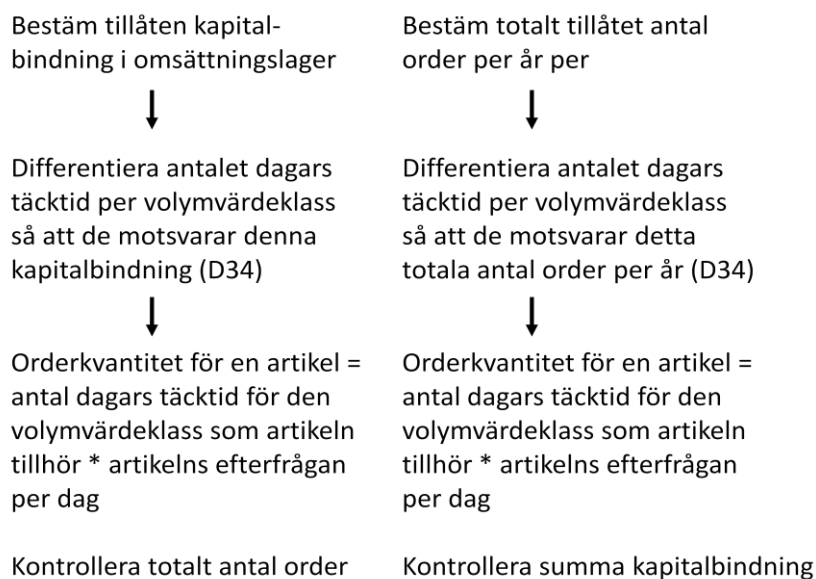 Bestäm tillåten kapital-
bindning i omsättningslager
Differentiera antalet dagars
täcktid per volymvärdeklass
så att de motsvarar denna
kapitalbindning (D34)
Orderkvantitet för en artikel =
antal dagars täcktid för den
volymvärdeklass som artikeln
tillhör * artikelns efterfrågan
per dag
Kontrollera totalt antal order
Bestäm totalt tillåtet antal
order per år per
Differentiera antalet dagars
täcktid per volymvärdeklass
så att de motsvarar detta
totala antal order per år (D34)
Orderkvantitet för en artikel =
antal dagars täcktid för den
volymvärdeklass som artikeln
tillhör * artikelns efterfrågan
per dag
Kontrollera summa kapitalbindning